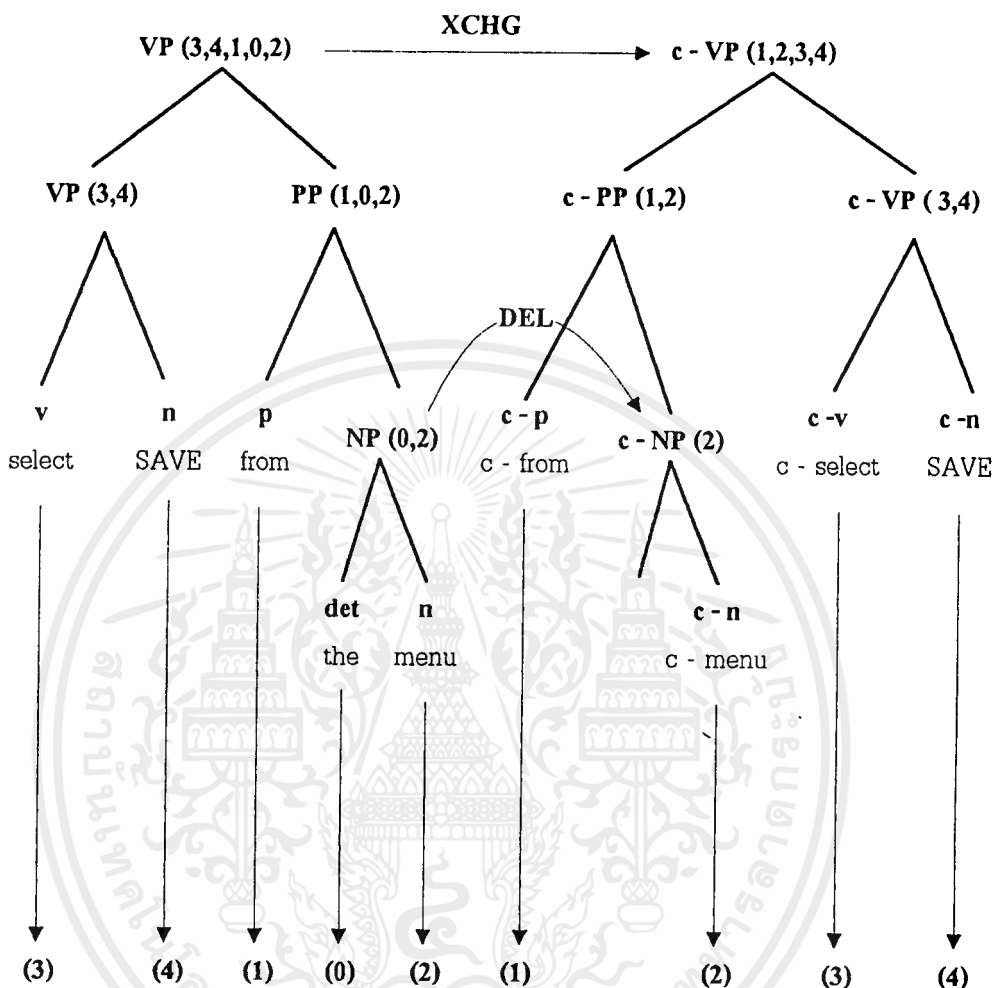 XCHG
VP (3,4,1,0,2) c - VP (1,2,3,4)
VP (3,4) PP (1,0,2) c - PP (1,2) c - VP ( 3,4)
DEL
v n p c - p c -v c -n
NP (0,2) c - NP (2)
select SAVE from c - from c - select SAVE
det n c - n
the menu c - menu
(3) (4) (1) (0) (2) (1) (2) (3) (4)